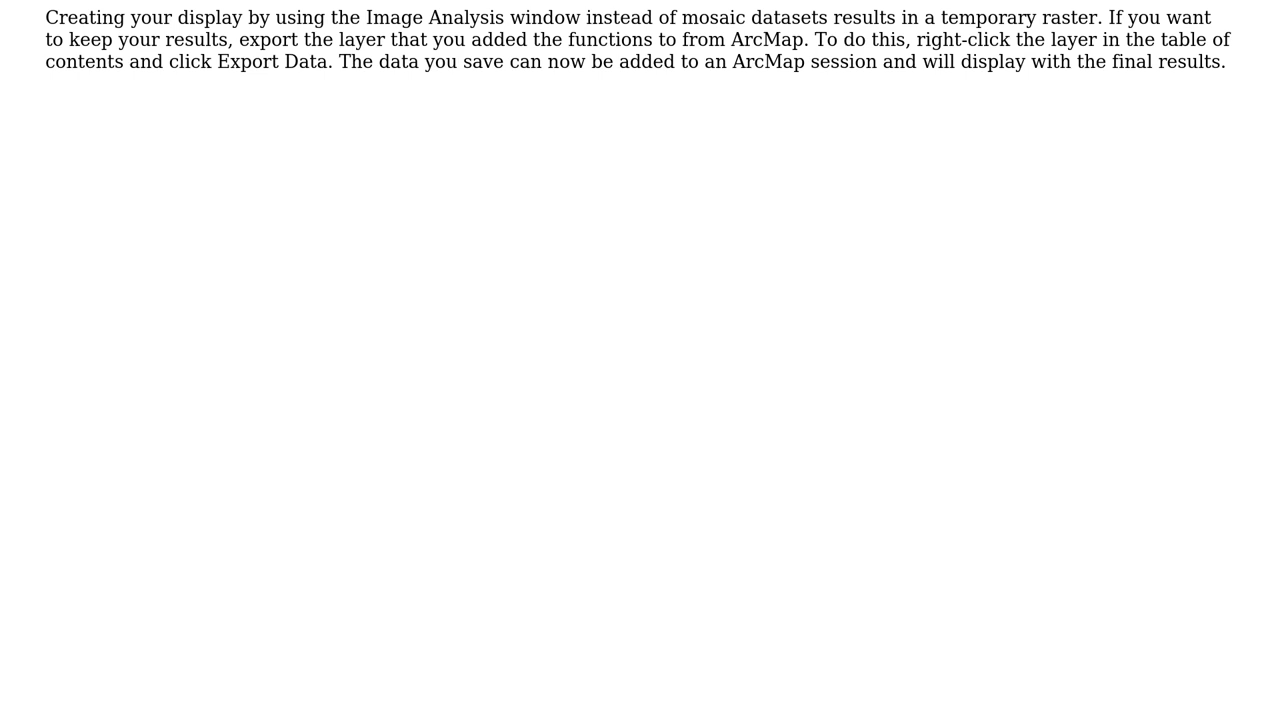 Creating your display by using the Image Analysis window instead of mosaic datasets results in a temporary raster. If you want
to keep your results, export the layer that you added the functions to from ArcMap. To do this, right-click the layer in the table of
contents and click Export Data. The data you save can now be added to an ArcMap session and will display with the final results.